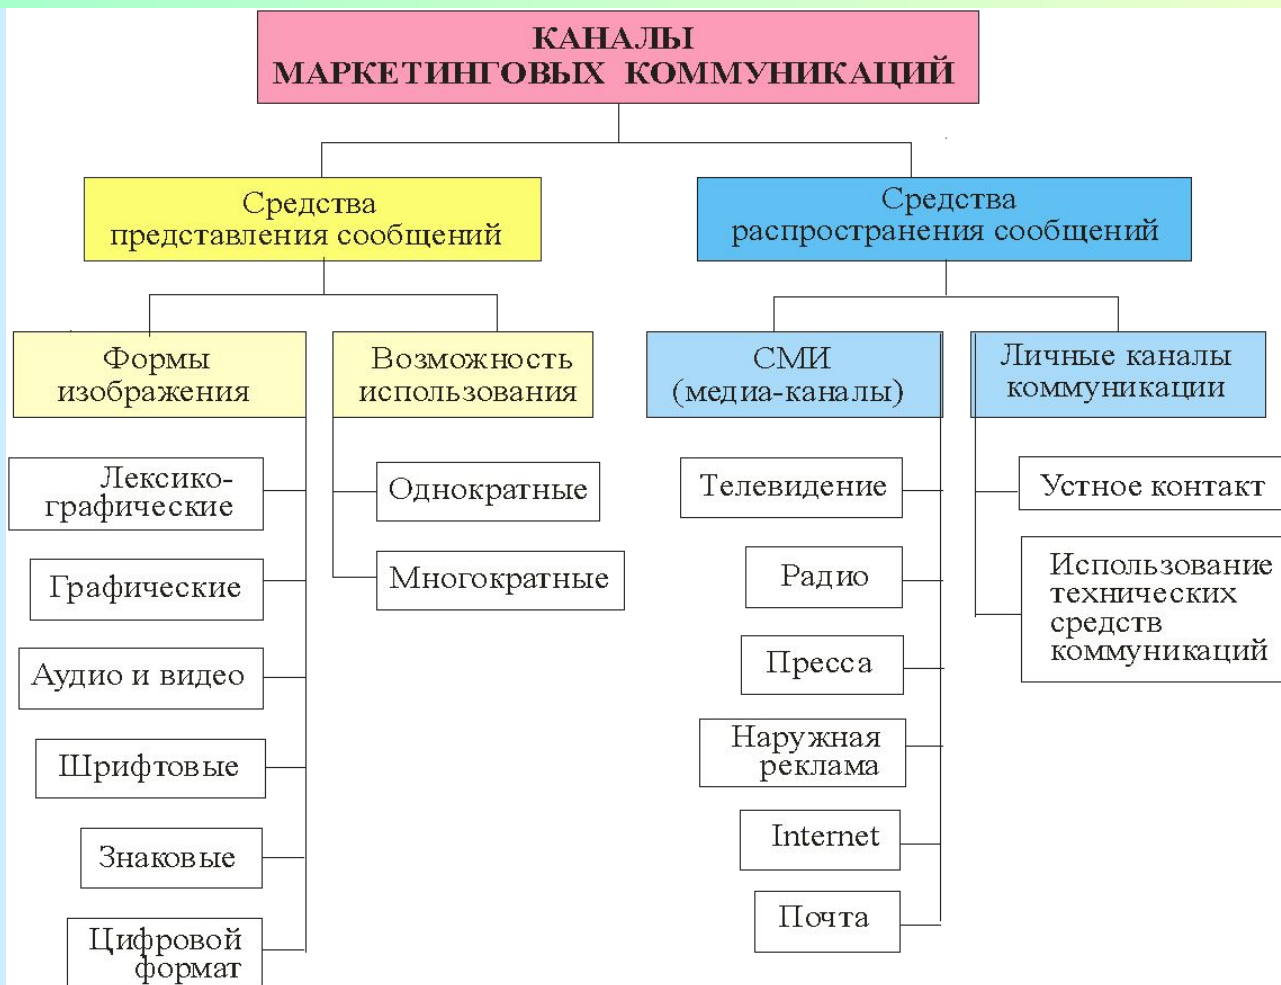 КАНАЛЫ
МАРКЕТИНГОВЫХ КОММУНИКАЦИЙ
Средства
представления сообщений
Средства
распространения сообщений
Формы
изображения
Возможность
использования
СМИ
(медиа-каналы)
Личные каналы
коммуникации
Лексико-
графические
Графические
Аудио и видео
Шрифтовые
Знаковые
Цифровой
формат
Однократные
Многократные
Телевидение
Радио
Пресса
Наружная
реклама
Internet
Почта
Устное контакт
Использование
технических
средств
коммуникаций